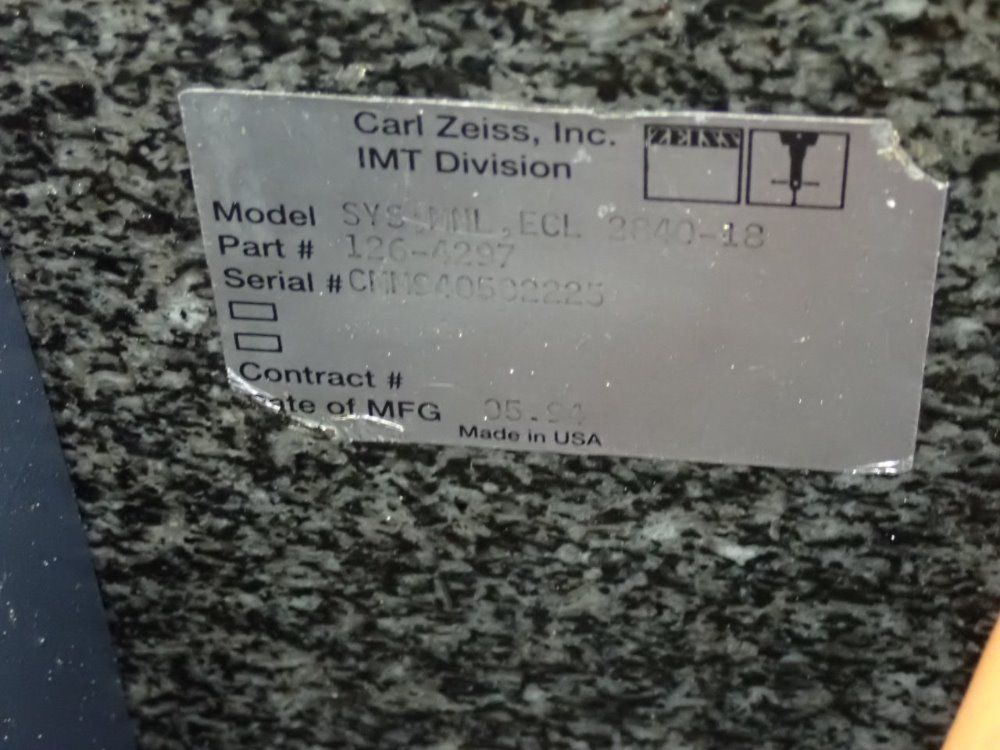 Carl Zeiss, Inc.
IMT Division
ZEISS
Model SYS,MNL,ECL 2840-18
Part # 126-4297
Serial # CMM940502225
Contract #
Date of MFG 05.94
Made in USA